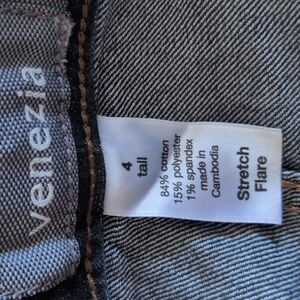 venezia
4
tall
84% cotton
15% polyester
1% spandex
made in
Cambodia
Stretch
Flare